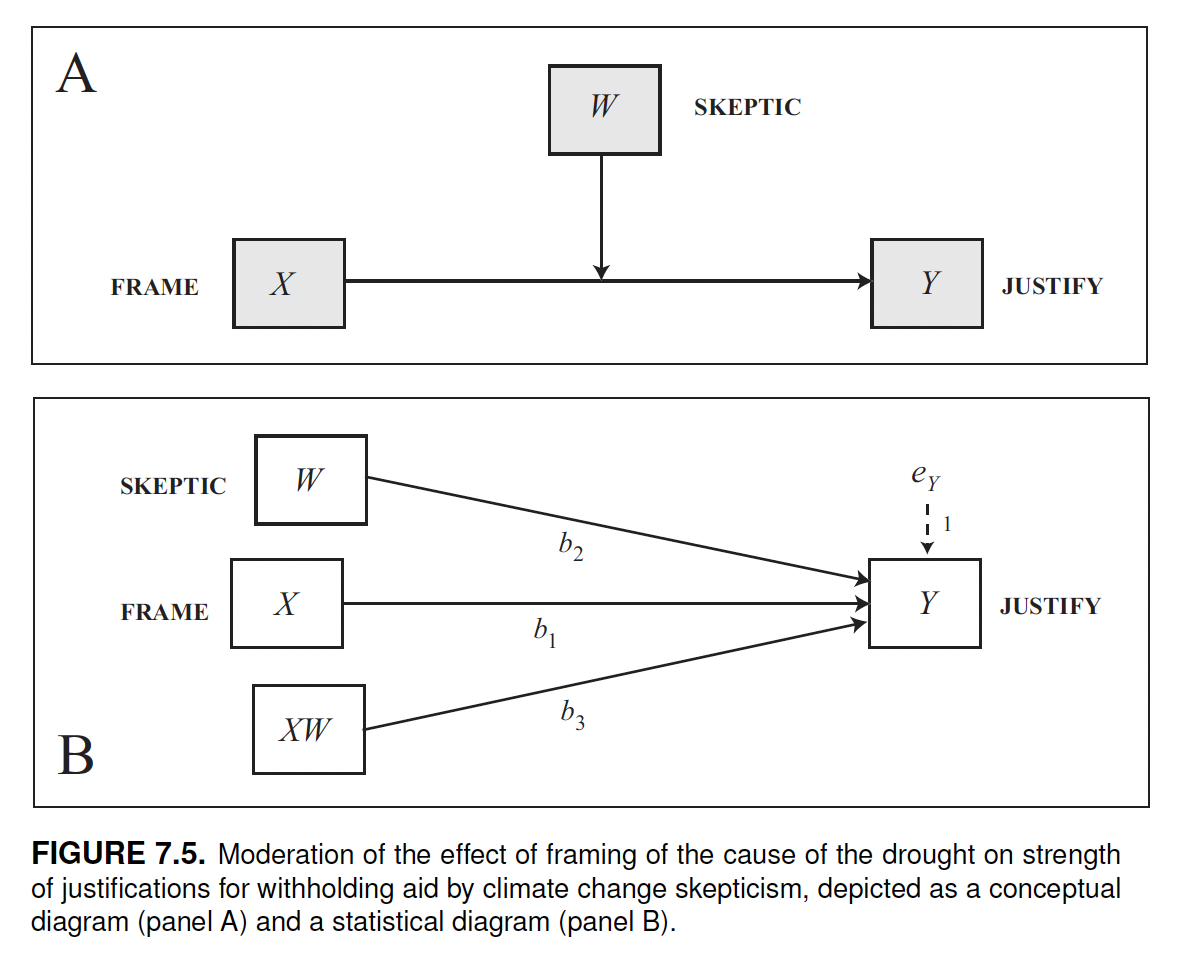 A
W SKEPTIC
FRAME X Y JUSTIFY
SKEPTIC W
e_Y
1
b_2
FRAME X Y JUSTIFY
b_1
b_3
XW
B
FIGURE 7.5. Moderation of the effect of framing of the cause of the drought on strength
of justifications for withholding aid by climate change skepticism, depicted as a conceptual
diagram (panel A) and a statistical diagram (panel B).